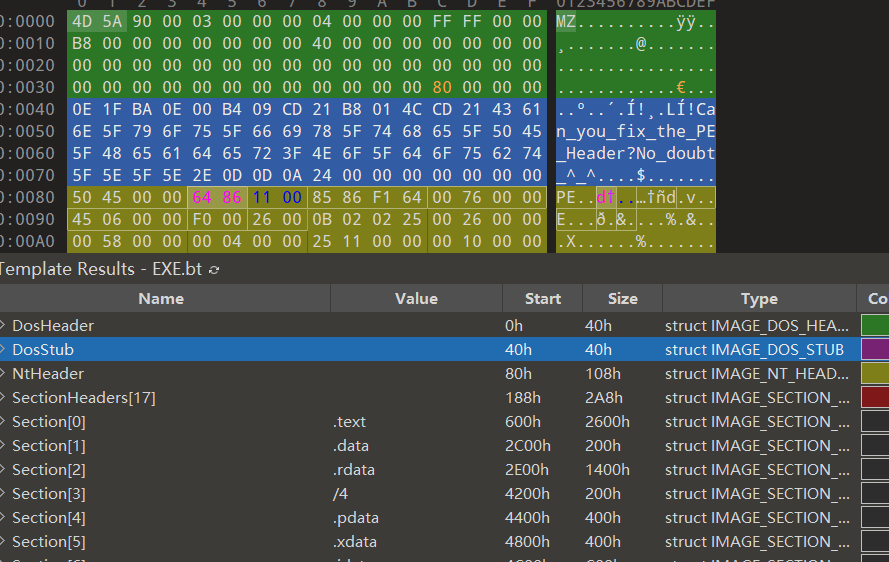 0 1 2 3 4 5 6 7 8 9 A B C D E F 0123456789ABCDEF
0:0000 4D 5A 90 00 03 00 00 00 04 00 00 00 FF FF 00 00 MZ..........ÿÿ..
0:0010 B8 00 00 00 00 00 00 00 40 00 00 00 00 00 00 00 ¸.......@.......
0:0020 00 00 00 00 00 00 00 00 00 00 00 00 00 00 00 00 ................
0:0030 00 00 00 00 00 00 00 00 00 00 00 00 80 00 00 00 ............€...
0:0040 0E 1F BA 0E 00 B4 09 CD 21 B8 01 4C CD 21 43 61 ..º..´.Í!¸.LÍ!Ca
0:0050 6E 5F 79 6F 75 5F 66 69 78 5F 74 68 65 5F 50 45 n_you_fix_the_PE
0:0060 5F 48 65 61 64 65 72 3F 4E 6F 5F 64 6F 75 62 74 _Header?No_doubt
0:0070 5F 5E 5F 5E 2E 0D 0D 0A 24 00 00 00 00 00 00 00 _^_^....$.......
0:0080 50 45 00 00 64 86 11 00 85 86 F1 64 00 76 00 00 PE..d†..…†ñd.v..
0:0090 45 06 00 00 F0 00 26 00 0B 02 02 25 00 26 00 00 E...ð.&....%.&..
0:00A0 00 58 00 00 00 04 00 00 25 11 00 00 00 10 00 00 .X......%.......
Template Results - EXE.bt
Name Value Start Size Type Co
DosHeader 0h 40h struct IMAGE_DOS_HEA...
DosStub 40h 40h struct IMAGE_DOS_STUB
NtHeader 80h 108h struct IMAGE_NT_HEAD...
SectionHeaders[17] 188h 2A8h struct IMAGE_SECTION_...
Section[0] .text 600h 2600h struct IMAGE_SECTION_...
Section[1] .data 2C00h 200h struct IMAGE_SECTION_...
Section[2] .rdata 2E00h 1400h struct IMAGE_SECTION_...
Section[3] /4 4200h 200h struct IMAGE_SECTION_...
Section[4] .pdata 4400h 400h struct IMAGE_SECTION_...
Section[5] .xdata 4800h 400h struct IMAGE_SECTION_...